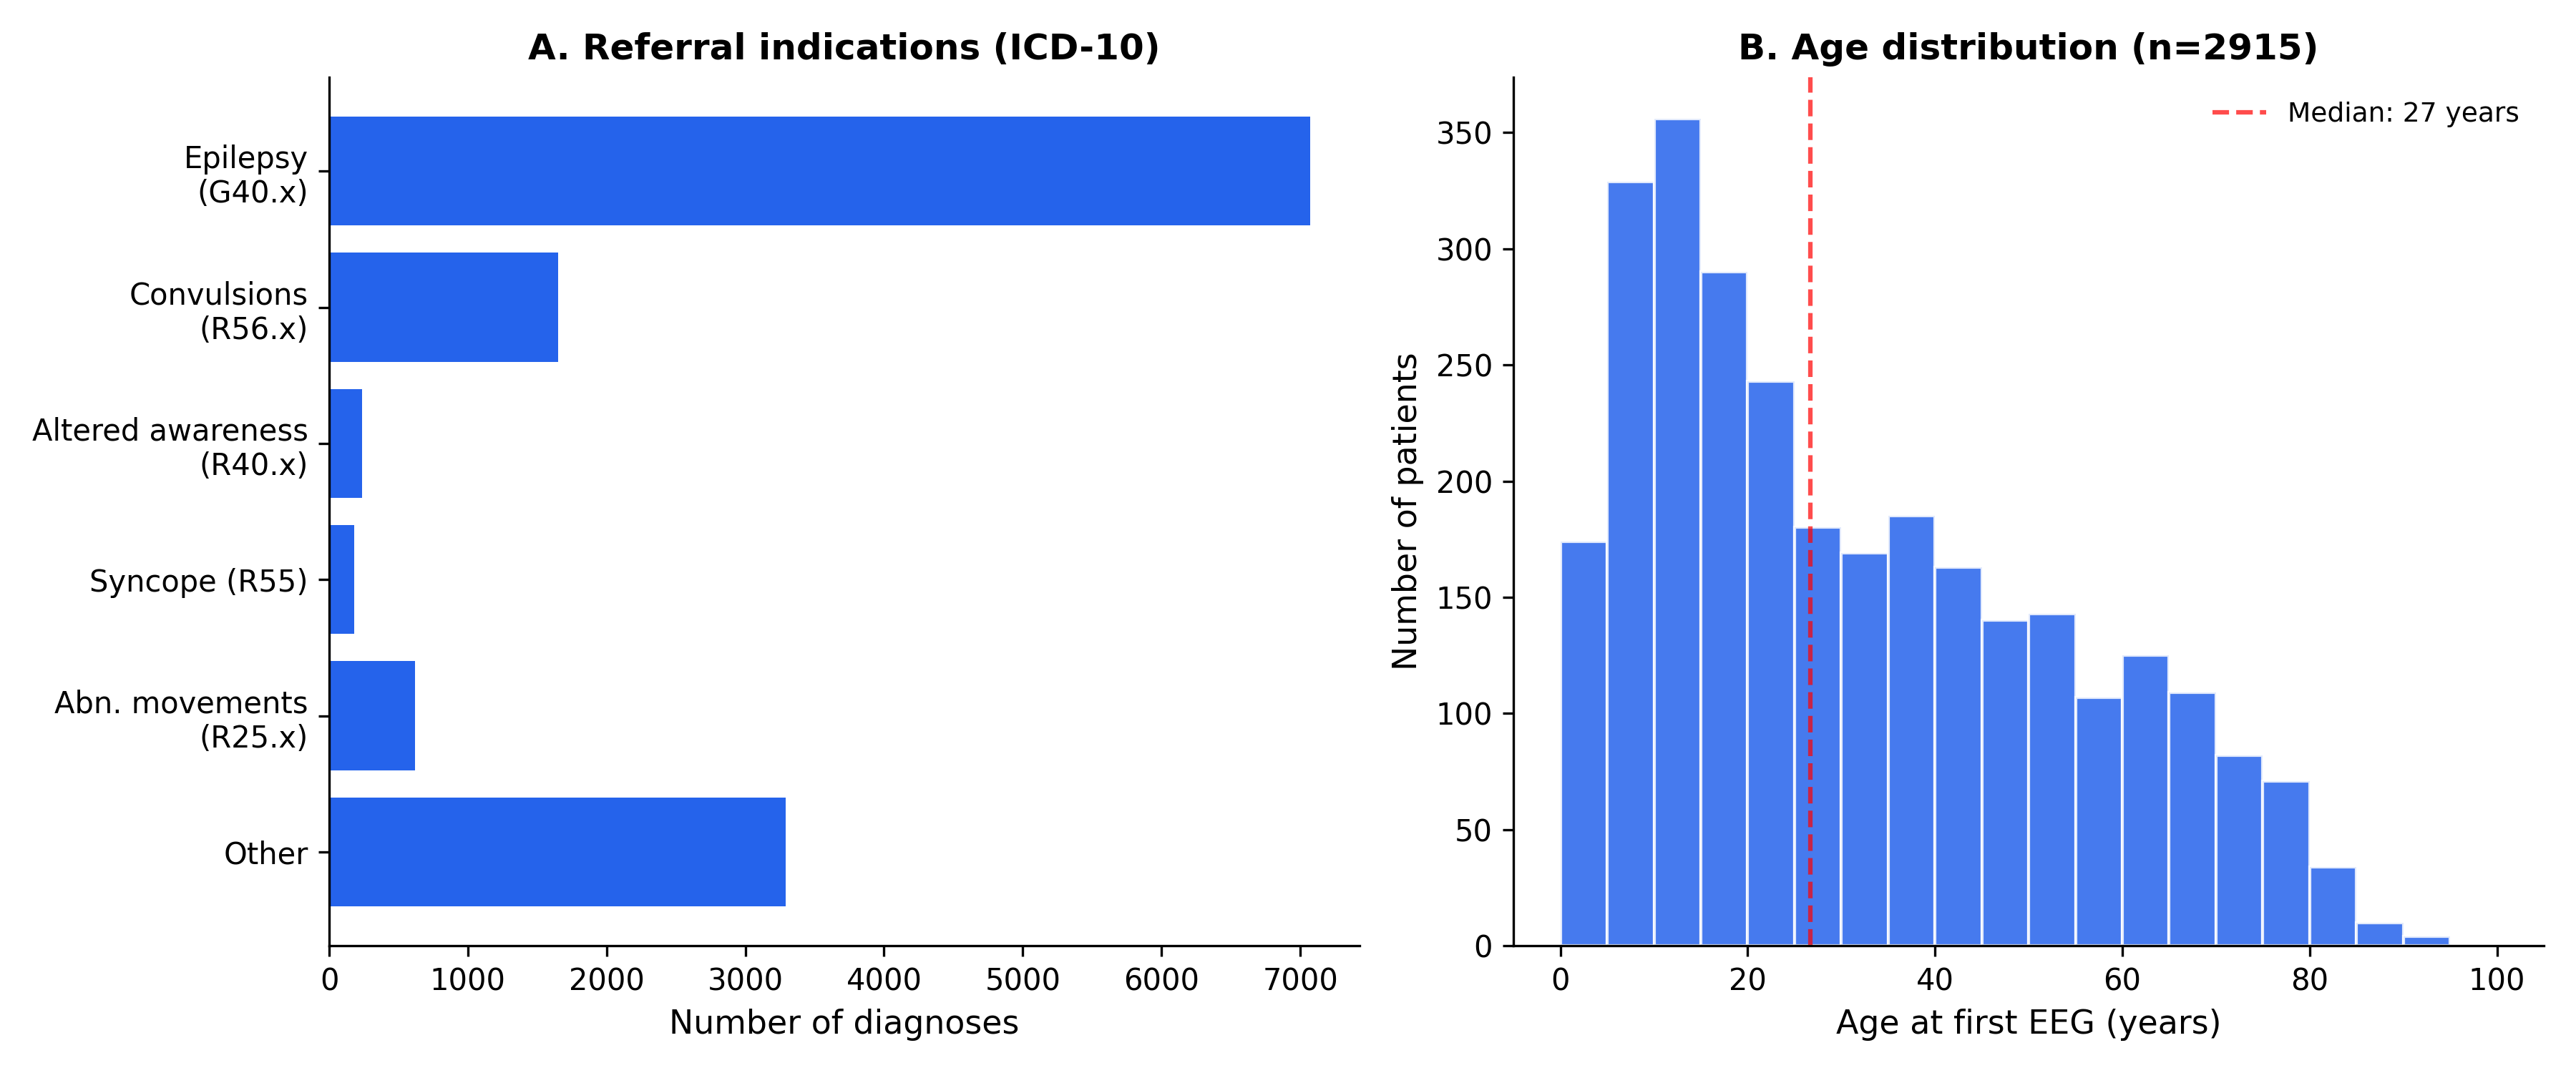 A. Referral indications (ICD-10)
Epilepsy
(G40.x)
Convulsions
(R56.x)
Altered awareness
(R40.x)
Syncope (R55)
Abn. movements
(R25.x)
Other
0 1000 2000 3000 4000 5000 6000 7000
Number of diagnoses
B. Age distribution (n=2915)
Median: 27 years
Number of patients
350
300
250
200
150
100
50
0
0 20 40 60 80 100
Age at first EEG (years)